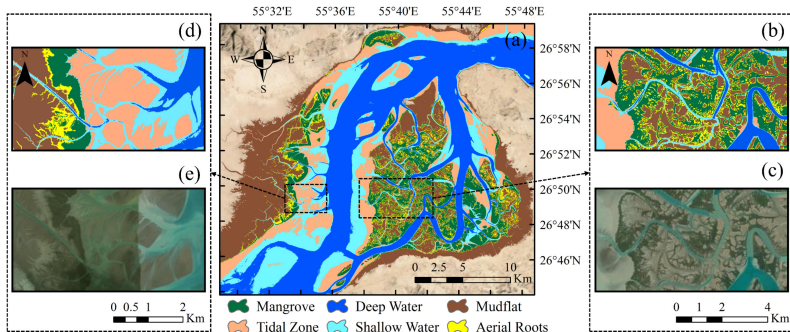 55°32'E 55°36'E 55°40'E 55°44'E 55°48'E
(d)
N
(a)
N
W E
S
26°58'N
26°56'N
26°54'N
26°52'N
26°50'N
26°48'N
26°46'N
(b)
N
(e)
(c)
0 2.5 5 10
Km
0 0.5 1 2
Km
0 1 2 4
Km
Mangrove Deep Water Mudflat
Tidal Zone Shallow Water Aerial Roots